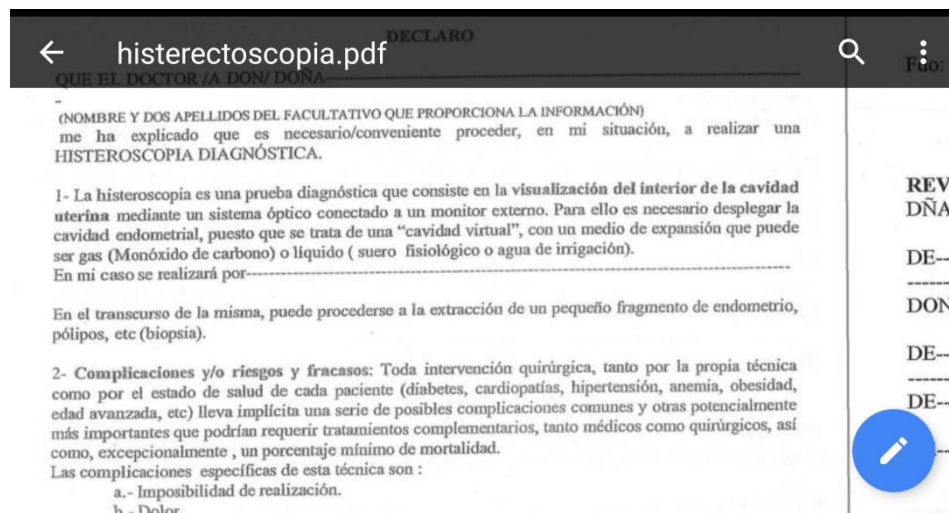 DECLARO
histerectoscopia.pdf
QUE EL DOCTOR /A DON/ DOÑA
(NOMBRE Y DOS APELLIDOS DEL FACULTATIVO QUE PROPORCIONA LA INFORMACIÓN)
me ha explicado que es necesario/conveniente proceder, en mi situación, a realizar una
HISTEROSCOPIA DIAGNÓSTICA.
1- La histeroscopia es una prueba diagnóstica que consiste en la visualización del interior de la cavidad
uterina mediante un sistema óptico conectado a un monitor externo. Para ello es necesario desplegar la
cavidad endometrial, puesto que se trata de una “cavidad virtual”, con un medio de expansión que puede
ser gas (Monóxido de carbono) o líquido ( suero fisiológico o agua de irrigación).
En mi caso se realizará por------------------------------------------------
En el transcurso de la misma, puede procederse a la extracción de un pequeño fragmento de endometrio,
pólipos, etc (biopsia).
2- Complicaciones y/o riesgos y fracasos: Toda intervención quirúrgica, tanto por la propia técnica
como por el estado de salud de cada paciente (diabetes, cardiopatías, hipertensión, anemia, obesidad,
edad avanzada, etc) lleva implícita una serie de posibles complicaciones comunes y otras potencialmente
más importantes que podrían requerir tratamientos complementarios, tanto médicos como quirúrgicos, así
como, excepcionalmente , un porcentaje mínimo de mortalidad.
Las complicaciones específicas de esta técnica son :
a.- Imposibilidad de realización.
b.- Dolor
REV
DÑA
DE--
DON
DE--
DE--